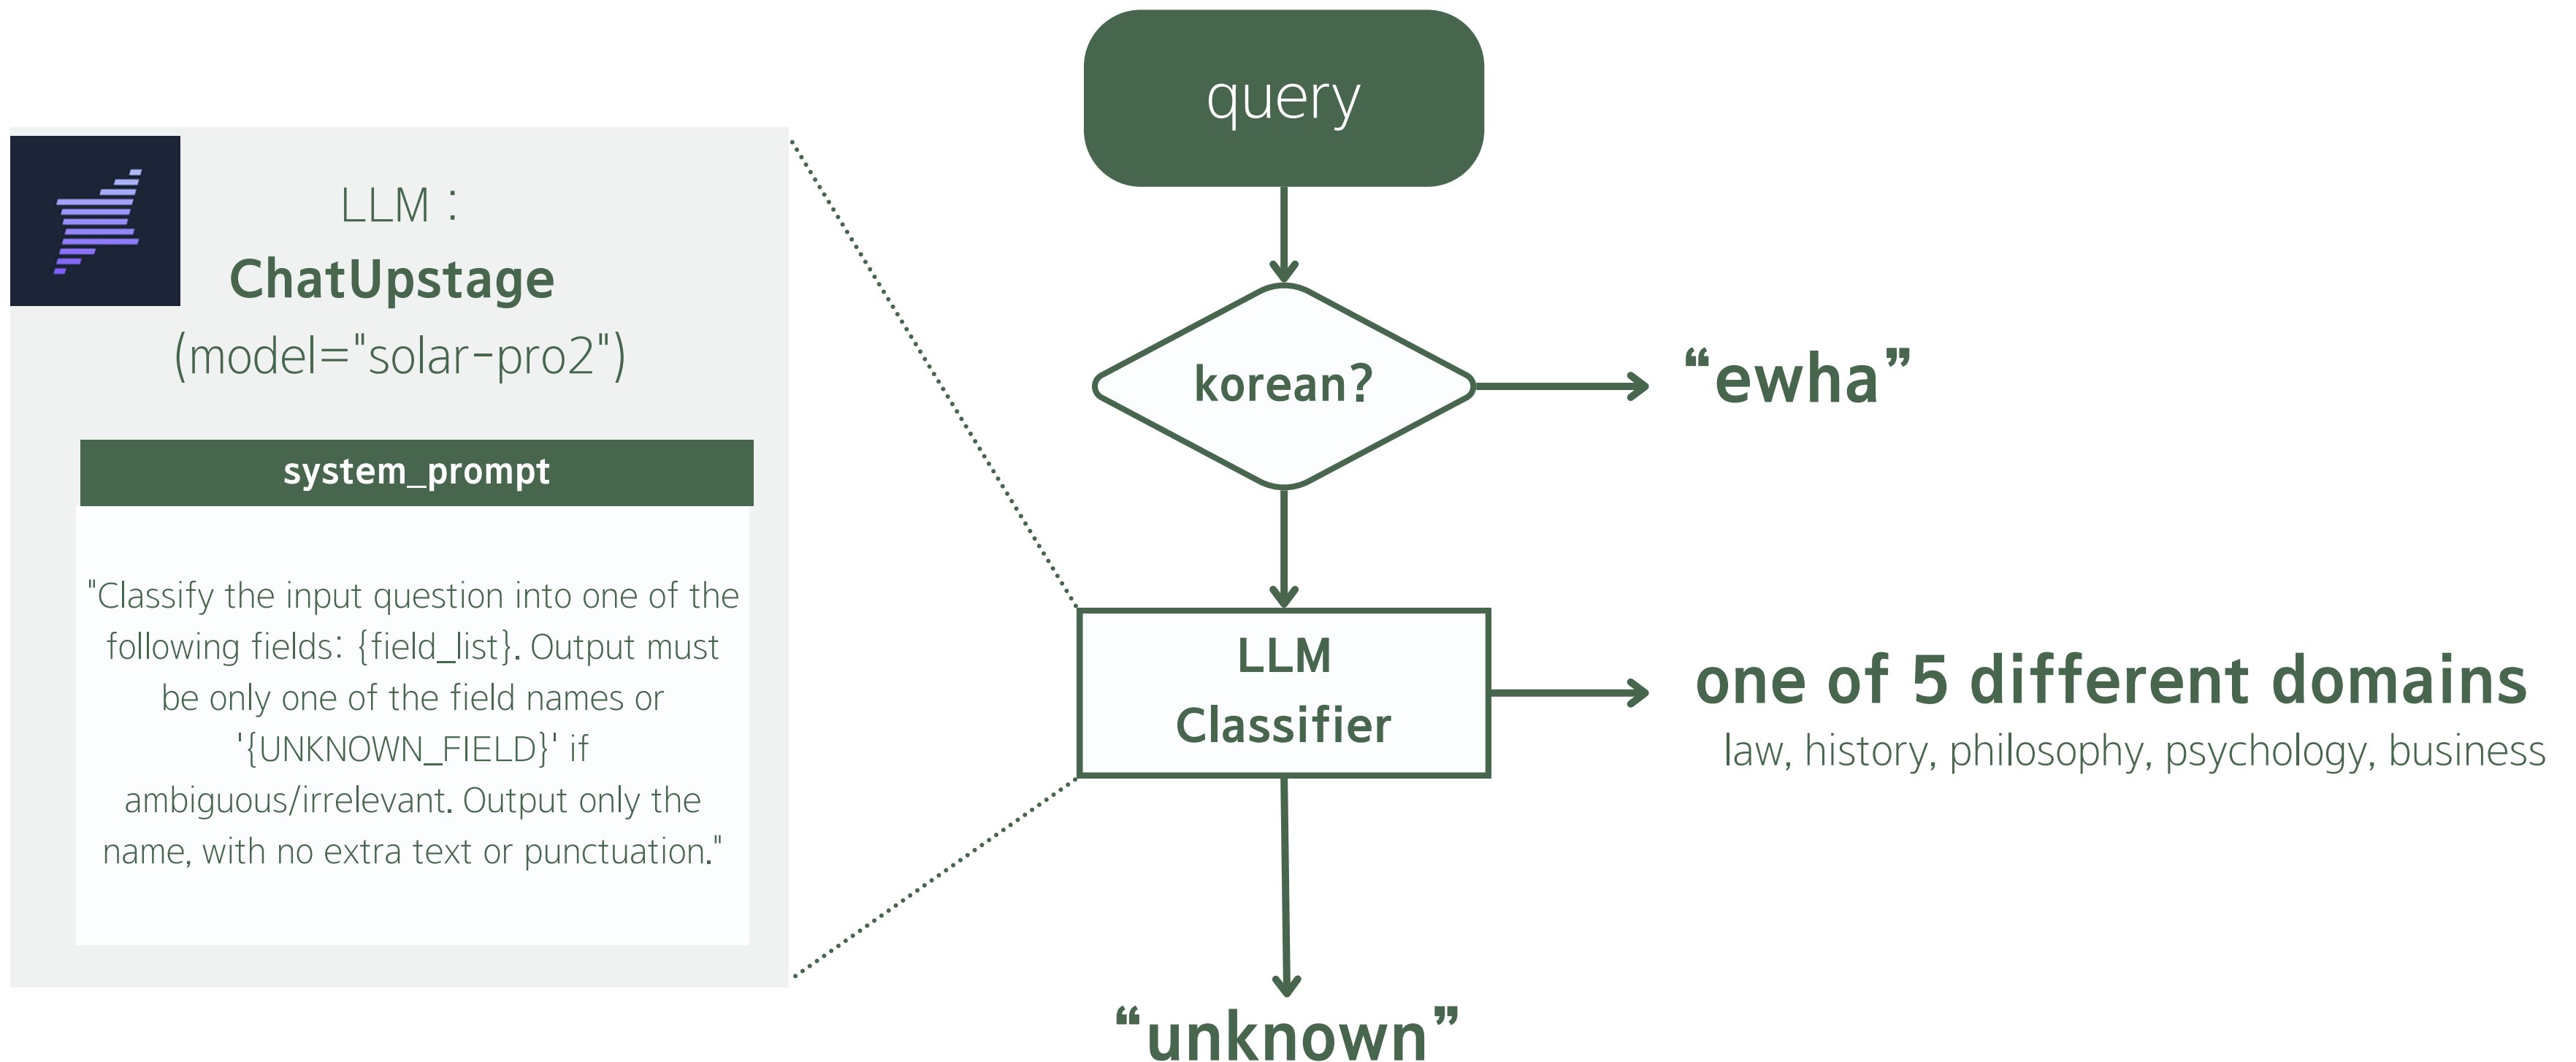 query
LLM :
ChatUpstage
(model="solar-pro2")
system_prompt
"Classify the input question into one of the
following fields: {field_list}. Output must
be only one of the field names or
'{UNKNOWN_FIELD}' if
ambiguous/irrelevant. Output only the
name, with no extra text or punctuation."
korean?
“ewha”
LLM
Classifier
one of 5 different domains
law, history, philosophy, psychology, business
“unknown”